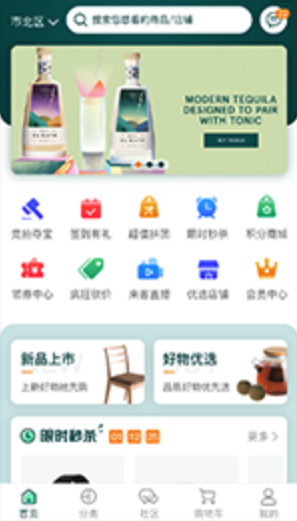 市北区
搜索您想看的商品/店铺
MODERN TEQUILA
DESIGNED TO PAIR
WITH TONIC
竞拍夺宝 签到有礼 超值拼团 限时秒杀 积分商城
领券中心 疯狂砍价 来客直播 优选店铺 会员中心
新品上市
上新好物抢先购
好物优选
品质好物优先选
限时秒杀 01 12 25 更多 >
首页 分类 社区 购物车 我的